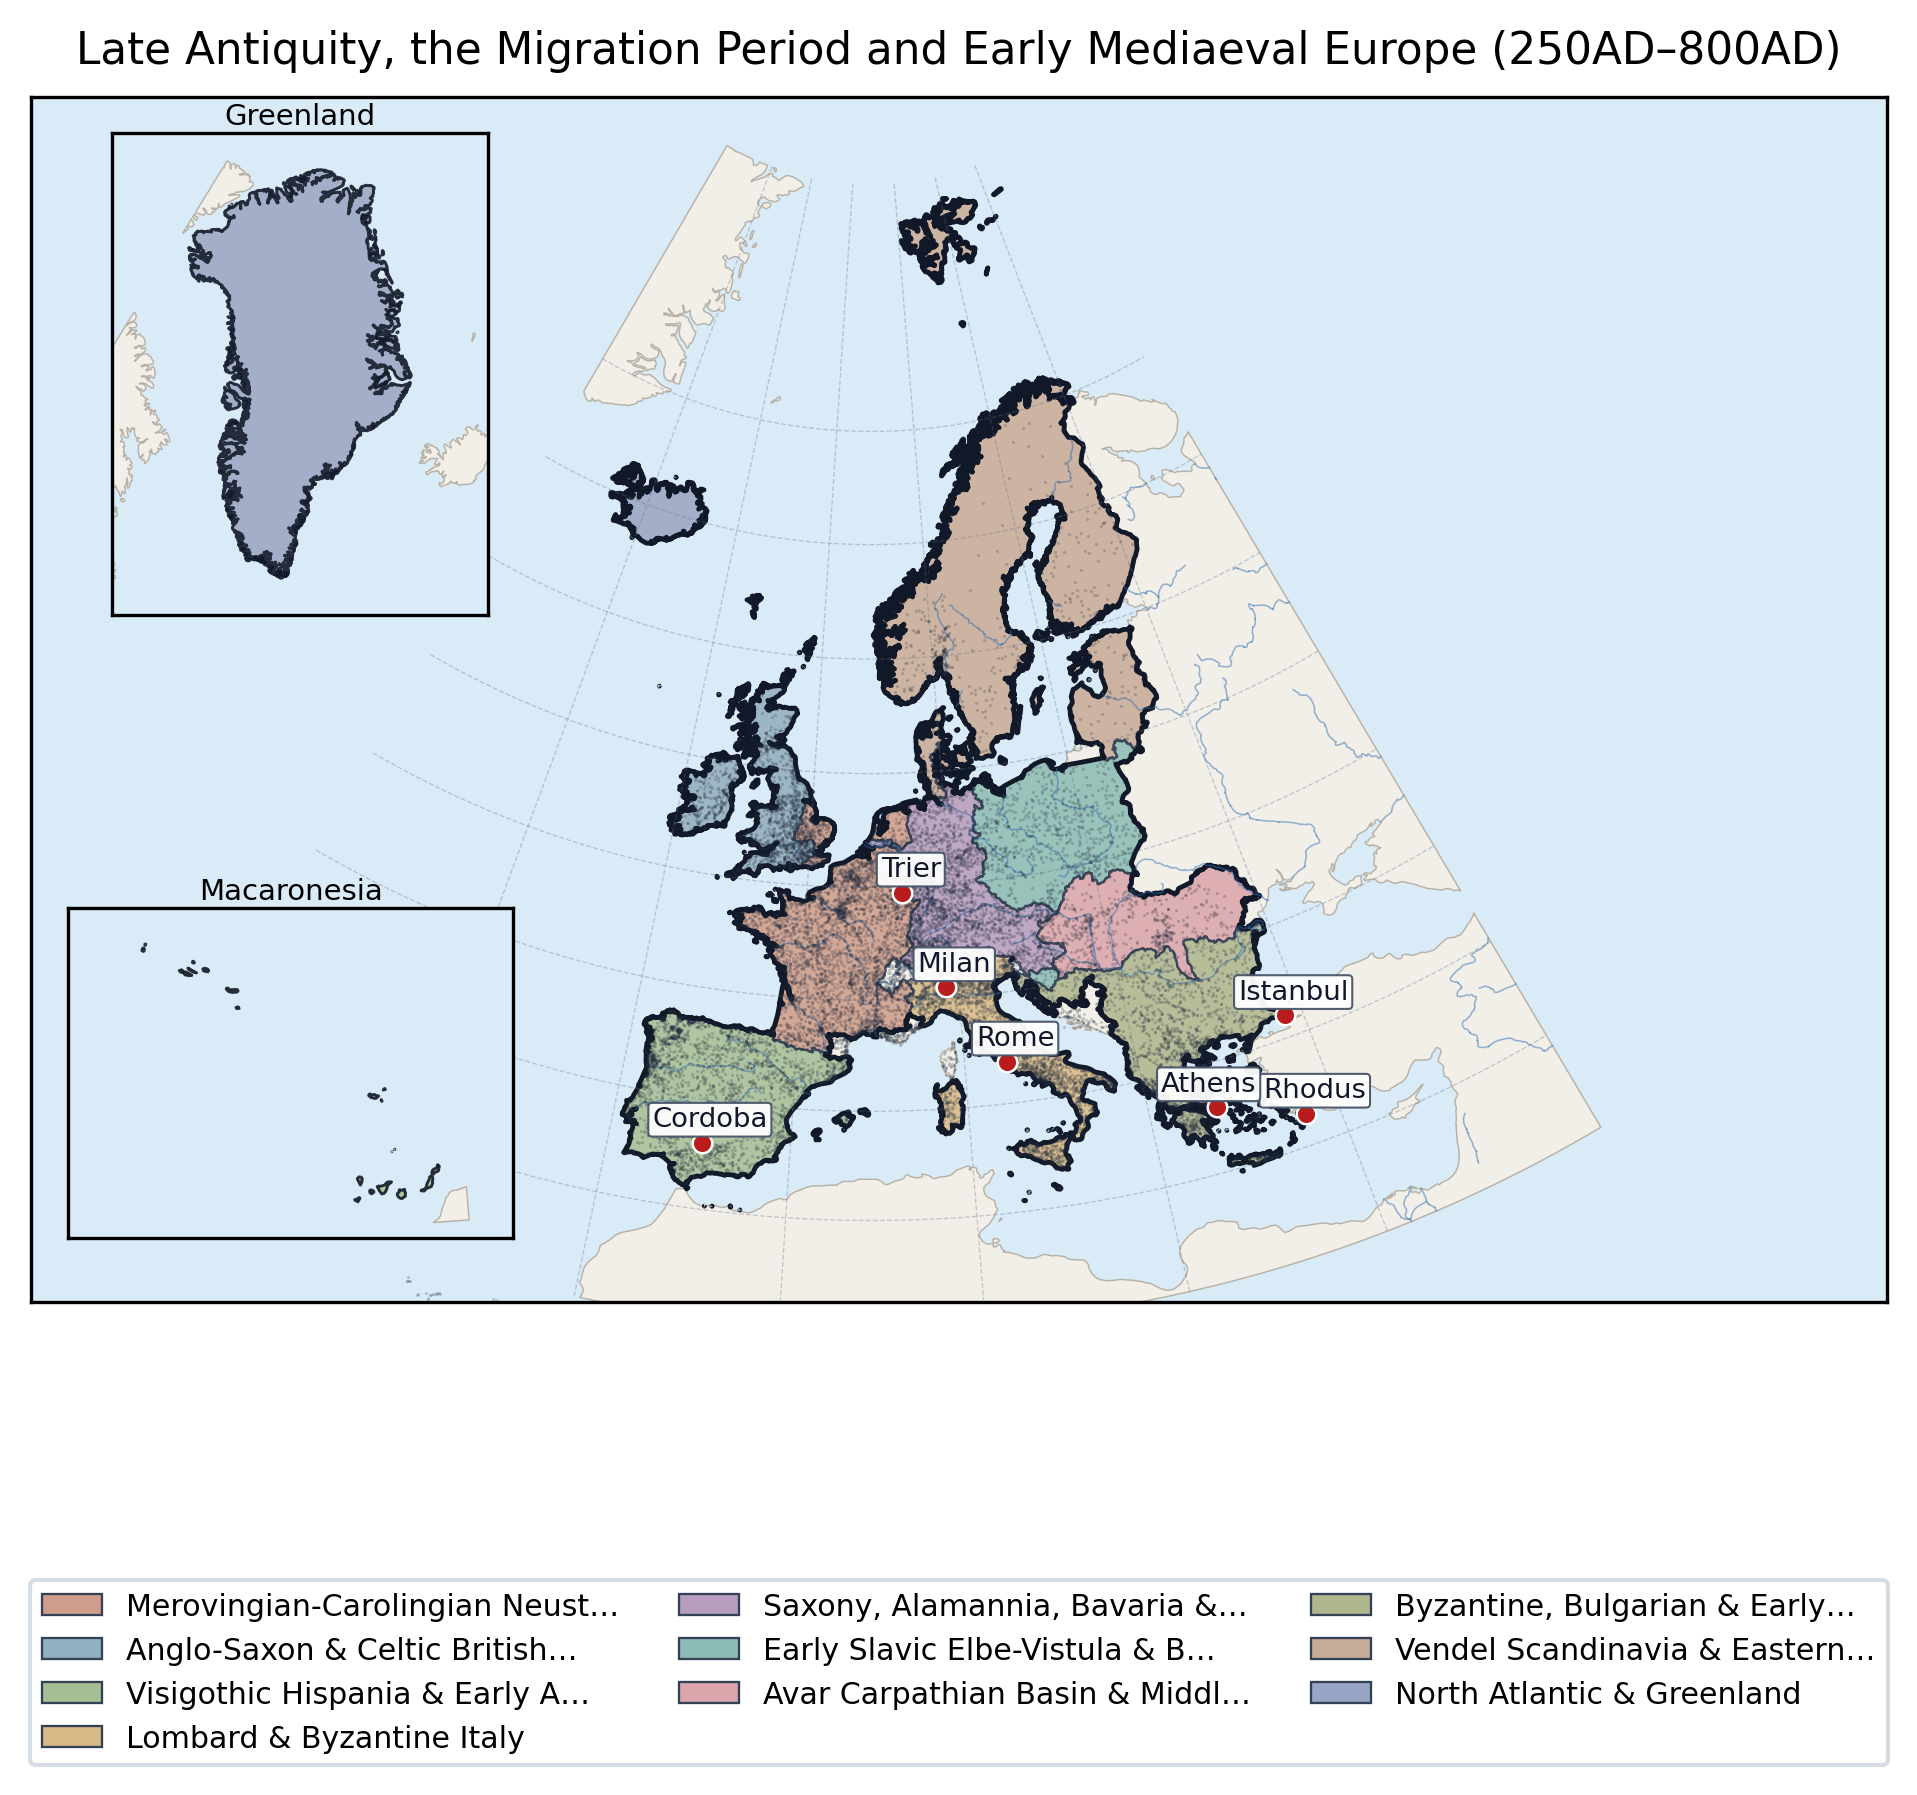 Late Antiquity, the Migration Period and Early Mediaeval Europe (250AD–800AD)
Greenland
Macaronesia
Trier
Milan
Istanbul
Rome
Athens
Rhodus
Cordoba
Merovingian-Carolingian Neust...
Anglo-Saxon & Celtic British...
Visigothic Hispania & Early A...
Lombard & Byzantine Italy
Saxony, Alamannia, Bavaria &...
Early Slavic Elbe-Vistula & B...
Avar Carpathian Basin & Middl...
Byzantine, Bulgarian & Early...
Vendel Scandinavia & Eastern...
North Atlantic & Greenland